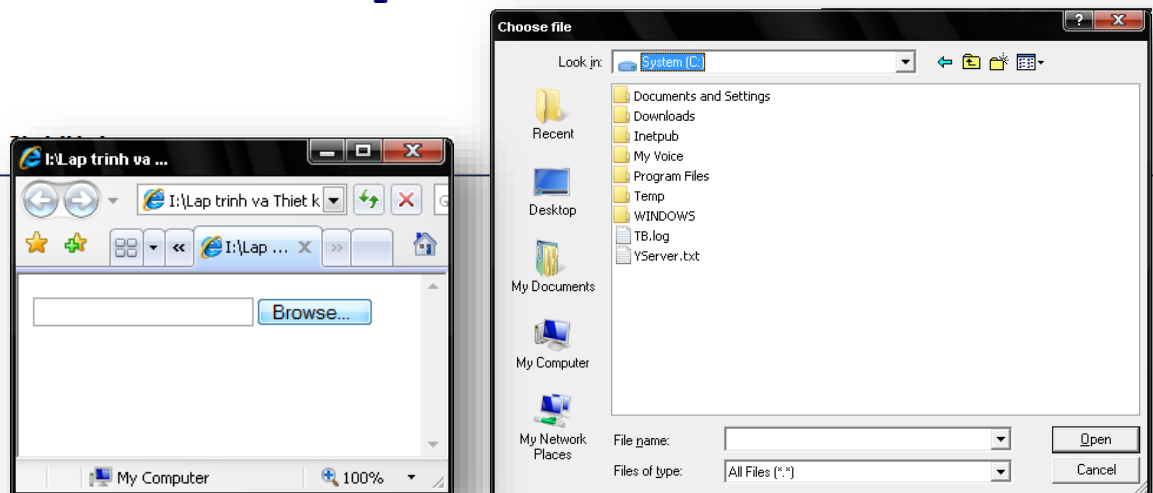 I:\Lap trinh va ...
I:\Lap trinh va Thiet k
G
I:\Lap ...
Browse...
My Computer
100%
Choose file
Look in:
System (C:)
Recent
Desktop
My Documents
My Computer
My Network
Places
Documents and Settings
Downloads
Inetpub
My Voice
Program Files
Temp
WINDOWS
TB.log
YServer.txt
File name:
Open
Files of type:
All Files (*.*)
Cancel